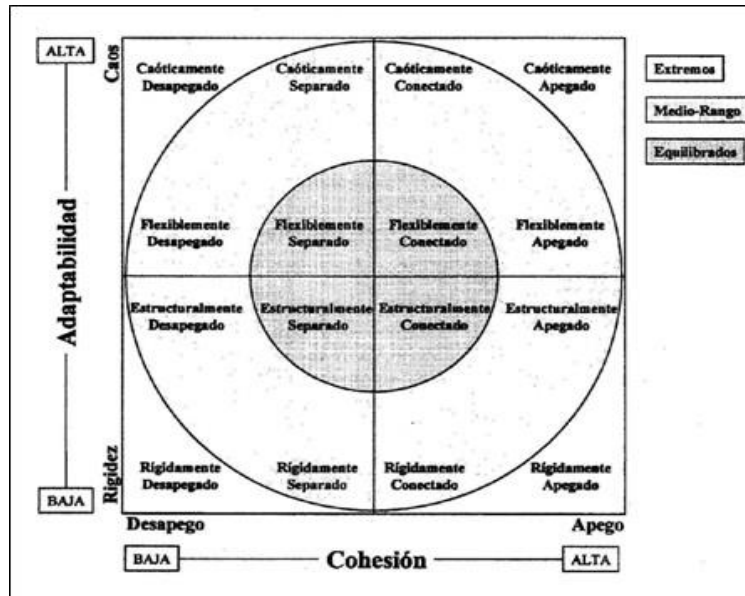 ALTA
Caos
Caóticamente Desapegado
Caóticamente Separado
Caóticamente Conectado
Caóticamente Apegado
Extremos
Medio-Rango
Equilibrados
Adaptabilidad
Flexiblemente Desapegado
Flexiblemente Separado
Flexiblemente Conectado
Flexiblemente Apegado
Estructuralmente Desapegado
Estructuralmente Separado
Estructuralmente Conectado
Estructuralmente Apegado
Rígidamente Desapegado
Rígidamente Separado
Rígidamente Conectado
Rígidamente Apegado
Rigidez
BAJA
Desapego
Apego
BAJA
Cohesión
ALTA